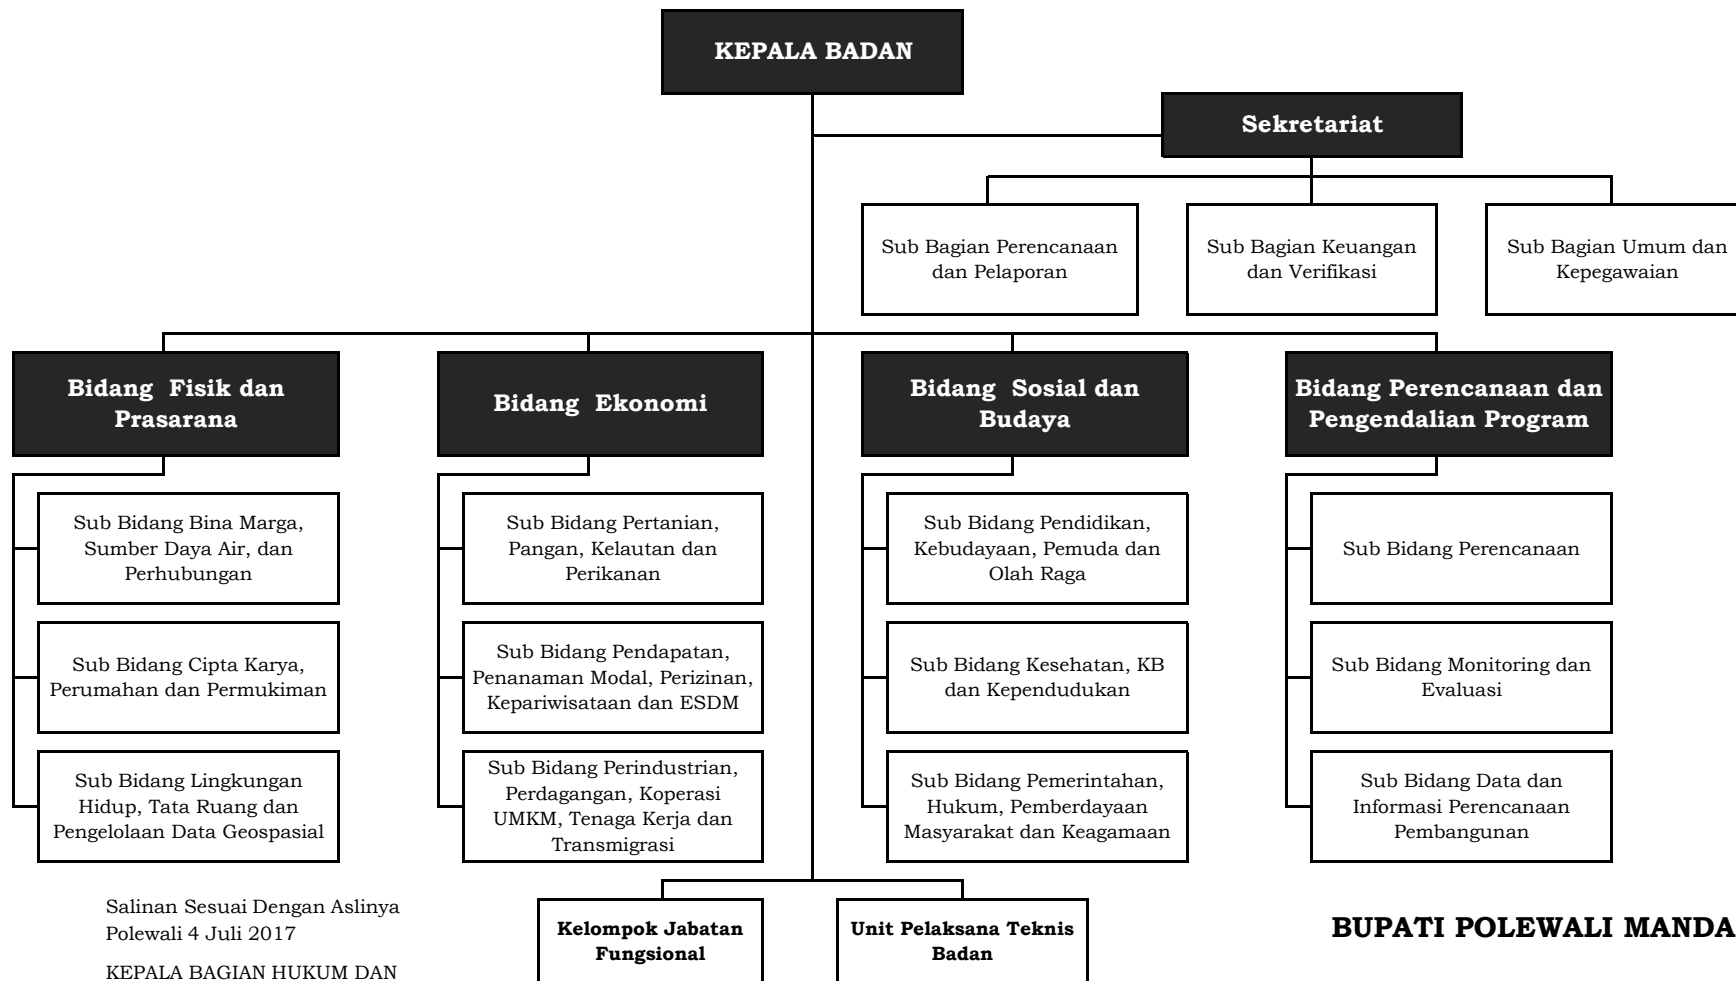 KEPALA BADAN
Sekretariat
Sub Bagian Perencanaan
dan Pelaporan
Sub Bagian Keuangan
dan Verifikasi
Sub Bagian Umum dan
Kepegawaian
Bidang Fisik dan
Prasarana
Bidang Ekonomi
Bidang Sosial dan
Budaya
Bidang Perencanaan dan
Pengendalian Program
Sub Bidang Bina Marga,
Sumber Daya Air, dan
Perhubungan
Sub Bidang Pertanian,
Pangan, Kelautan dan
Perikanan
Sub Bidang Pendidikan,
Kebudayaan, Pemuda dan
Olah Raga
Sub Bidang Perencanaan
Sub Bidang Cipta Karya,
Perumahan dan Permukiman
Sub Bidang Pendapatan,
Penanaman Modal, Perizinan,
Kepariwisataan dan ESDM
Sub Bidang Kesehatan, KB
dan Kependudukan
Sub Bidang Monitoring dan
Evaluasi
Sub Bidang Lingkungan
Hidup, Tata Ruang dan
Pengelolaan Data Geospasial
Sub Bidang Perindustrian,
Perdagangan, Koperasi
UMKM, Tenaga Kerja dan
Transmigrasi
Sub Bidang Pemerintahan,
Hukum, Pemberdayaan
Masyarakat dan Keagamaan
Sub Bidang Data dan
Informasi Perencanaan
Pembangunan
Salinan Sesuai Dengan Aslinya
Polewali 4 Juli 2017
KEPALA BAGIAN HUKUM DAN
Kelompok Jabatan
Fungsional
Unit Pelaksana Teknis
Badan
BUPATI POLEWALI MANDA